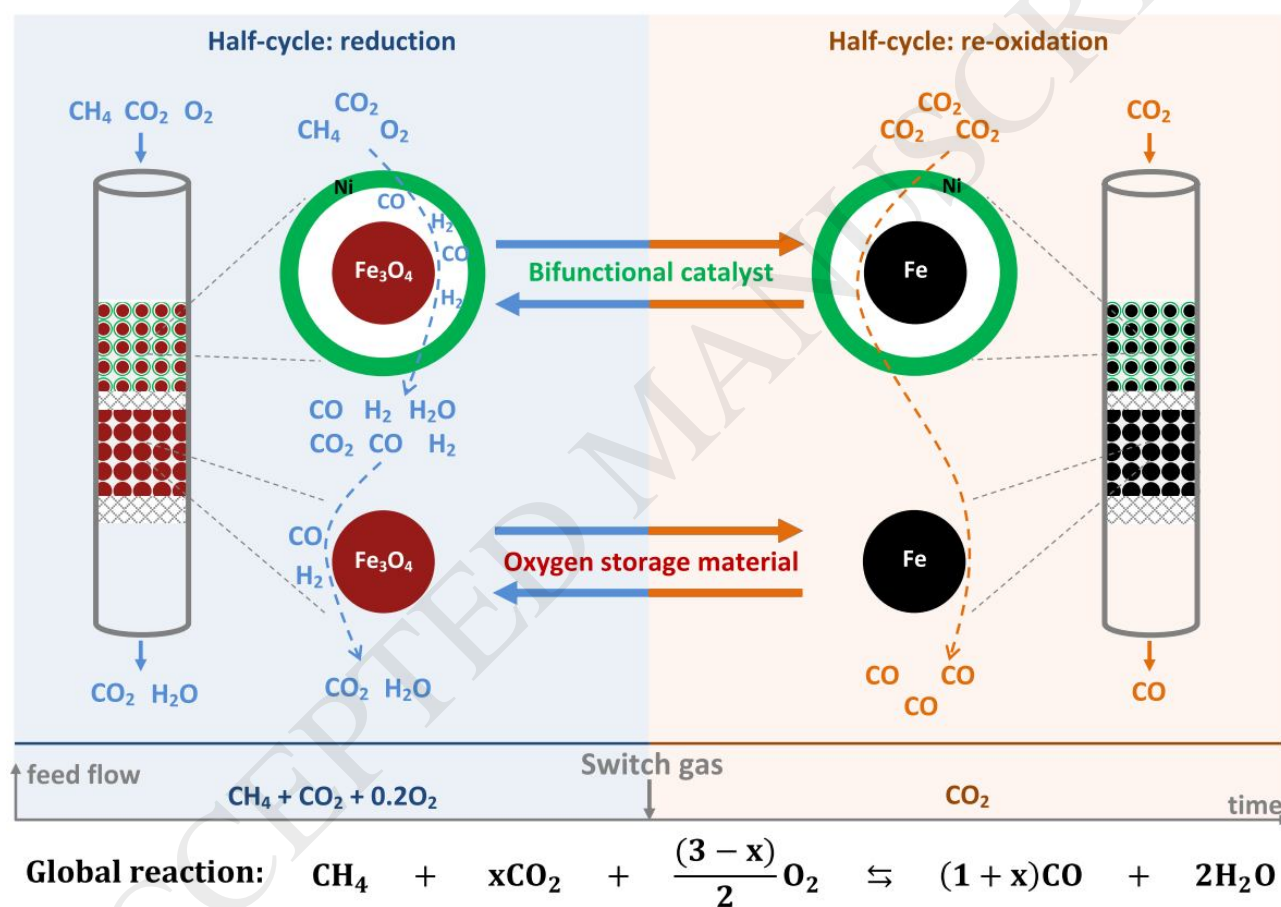 Half-cycle: reduction
Half-cycle: re-oxidation
CH₄ CO₂ O₂
CO₂
CH₄ O₂
CO₂
CO₂ CO₂
CO₂
Ni
CO
H₂
CO
H₂
Fe₃O₄
Bifunctional catalyst
Ni
Fe
CO H₂ H₂O
CO₂ CO H₂
CO
H₂
Fe₃O₄
Oxygen storage material
Fe
CO₂ H₂O
CO₂ H₂O
CO CO
CO
CO
feed flow
Switch gas
CH₄ + CO₂ + 0.2O₂
CO₂
time
Global reaction: CH₄ + xCO₂ + (3 − x)/2 O₂ ⇆ (1 + x)CO + 2H₂O
ACCEPTED MANUSCRI